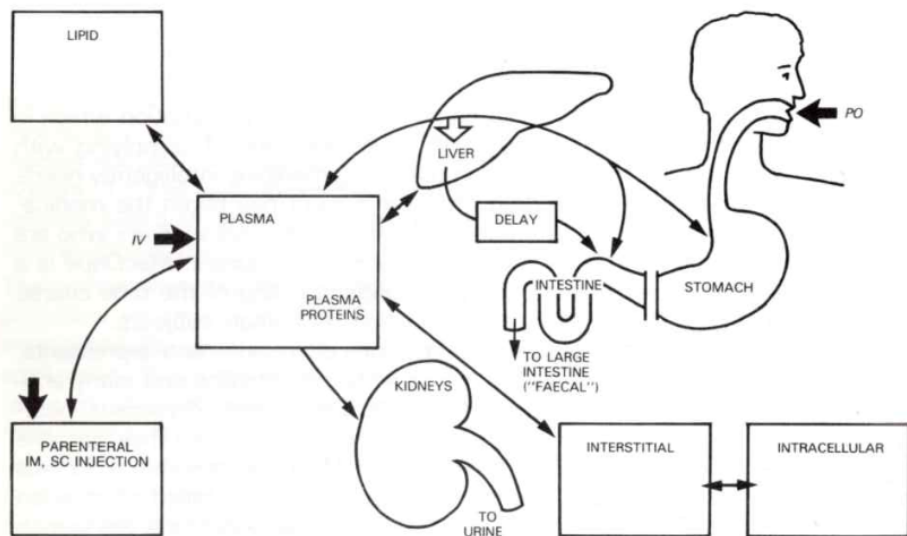 LIPID
PO
LIVER
PLASMA
DELAY
IV
INTESTINE
STOMACH
PLASMA
PROTEINS
TO LARGE
INTESTINE
("FAECAL")
KIDNEYS
PARENTERAL
IM, SC INJECTION
INTERSTITIAL
INTRACELLULAR
TO
URINE